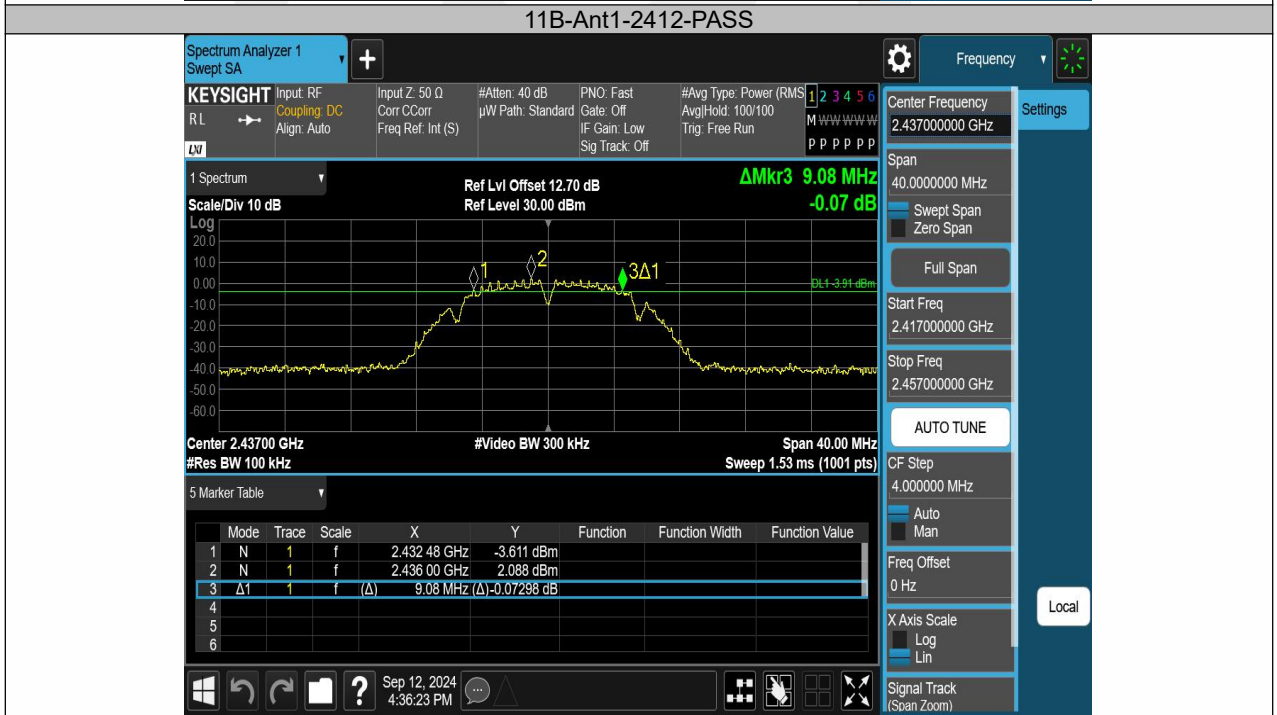 11B-Ant1-2412-PASS
Spectrum Analyzer 1
Swept SA
+
Frequency
KEYSIGHT
RL
LXI
Input: RF
Coupling: DC
Align: Auto
Input Z: 50 Ω
Corr CCorr
Freq Ref: Int (S)
#Atten: 40 dB
µW Path: Standard
PNO: Fast
Gate: Off
IF Gain: Low
Sig Track: Off
#Avg Type: Power (RMS
Avg|Hold: 100/100
Trig: Free Run
1 2 3 4 5 6
M W W W W W
P P P P P P
1 Spectrum
Scale/Div 10 dB
Ref Lvl Offset 12.70 dB
Ref Level 30.00 dBm
ΔMkr3 9.08 MHz
-0.07 dB
Log
20.0
10.0
0.00
-10.0
-20.0
-30.0
-40.0
-50.0
-60.0
1
2
3Δ1
DL1 -3.91 dBm
Center 2.43700 GHz
#Video BW 300 kHz
Span 40.00 MHz
#Res BW 100 kHz
Sweep 1.53 ms (1001 pts)
5 Marker Table
Mode Trace Scale X Y Function Function Width Function Value
1 N 1 f 2.432 48 GHz -3.611 dBm
2 N 1 f 2.436 00 GHz 2.088 dBm
3 Δ1 1 f (Δ) 9.08 MHz (Δ)-0.07298 dB
4
5
6
?
Sep 12, 2024
4:36:23 PM
Center Frequency
2.437000000 GHz
Settings
Span
40.0000000 MHz
Swept Span
Zero Span
Full Span
Start Freq
2.417000000 GHz
Stop Freq
2.457000000 GHz
AUTO TUNE
CF Step
4.000000 MHz
Auto
Man
Freq Offset
0 Hz
Local
X Axis Scale
Log
Lin
Signal Track
(Span Zoom)